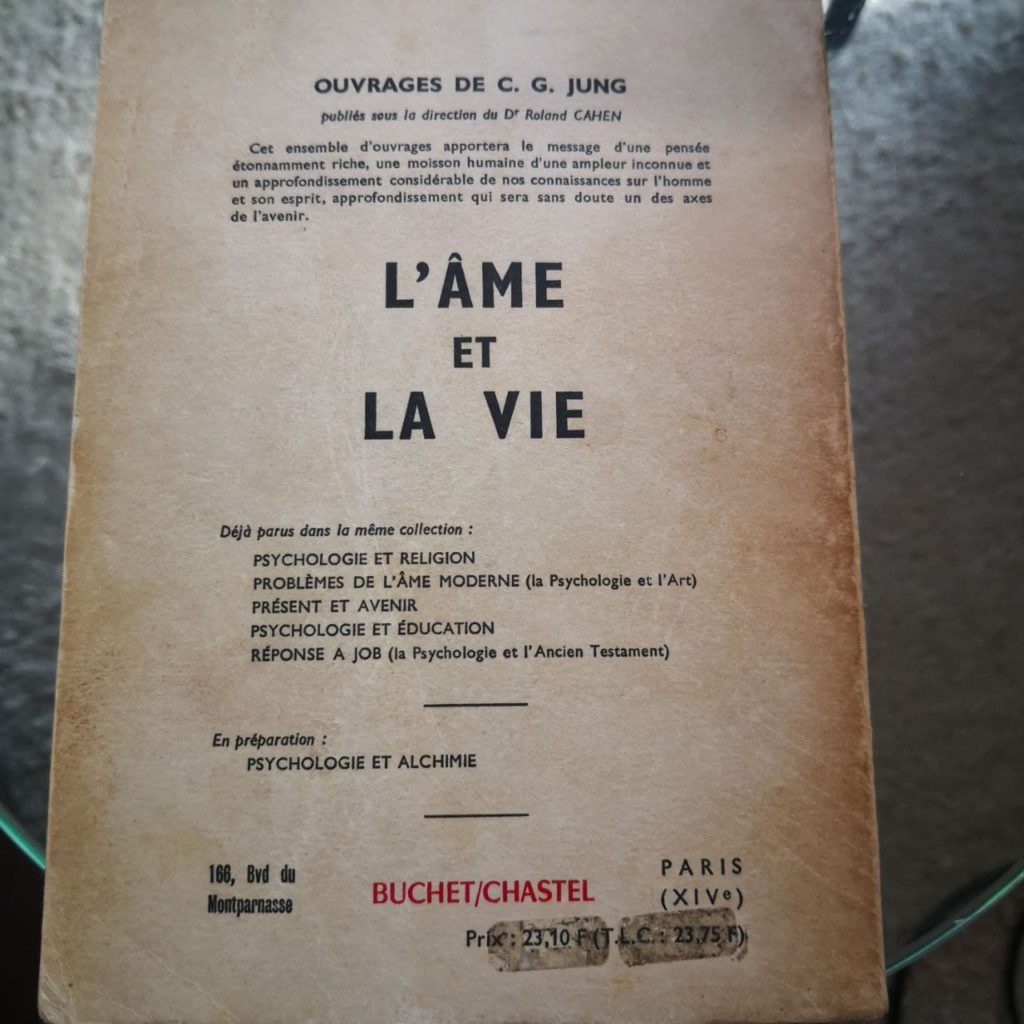 OUVRAGES DE C. G. JUNG
publiés sous la direction du Dr Roland CAHEN
Cet ensemble d'ouvrages apportera le message d'une pensée
étonnamment riche, une moisson humaine d'une ampleur inconnue et
un approfondissement considérable de nos connaissances sur l'homme
et son esprit, approfondissement qui sera sans doute un des axes
de l'avenir.
L'ÂME
ET
LA VIE
Déjà parus dans la même collection :
PSYCHOLOGIE ET RELIGION
PROBLÈMES DE L'ÂME MODERNE (la Psychologie et l'Art)
PRÉSENT ET AVENIR
PSYCHOLOGIE ET ÉDUCATION
RÉPONSE A JOB (la Psychologie et l'Ancien Testament)
En préparation :
PSYCHOLOGIE ET ALCHIMIE
166, Bvd du
Montparnasse
BUCHET/CHASTEL
PARIS
(XIVe)
Prix : 23,10 F (T.L.C. : 23,75 F)